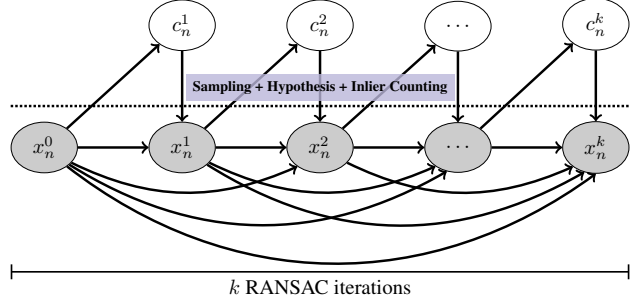 c_n^1 c_n^2 ⋯ c_n^k
Sampling + Hypothesis + Inlier Counting
x_n^0 x_n^1 x_n^2 ⋯ x_n^k
k RANSAC iterations